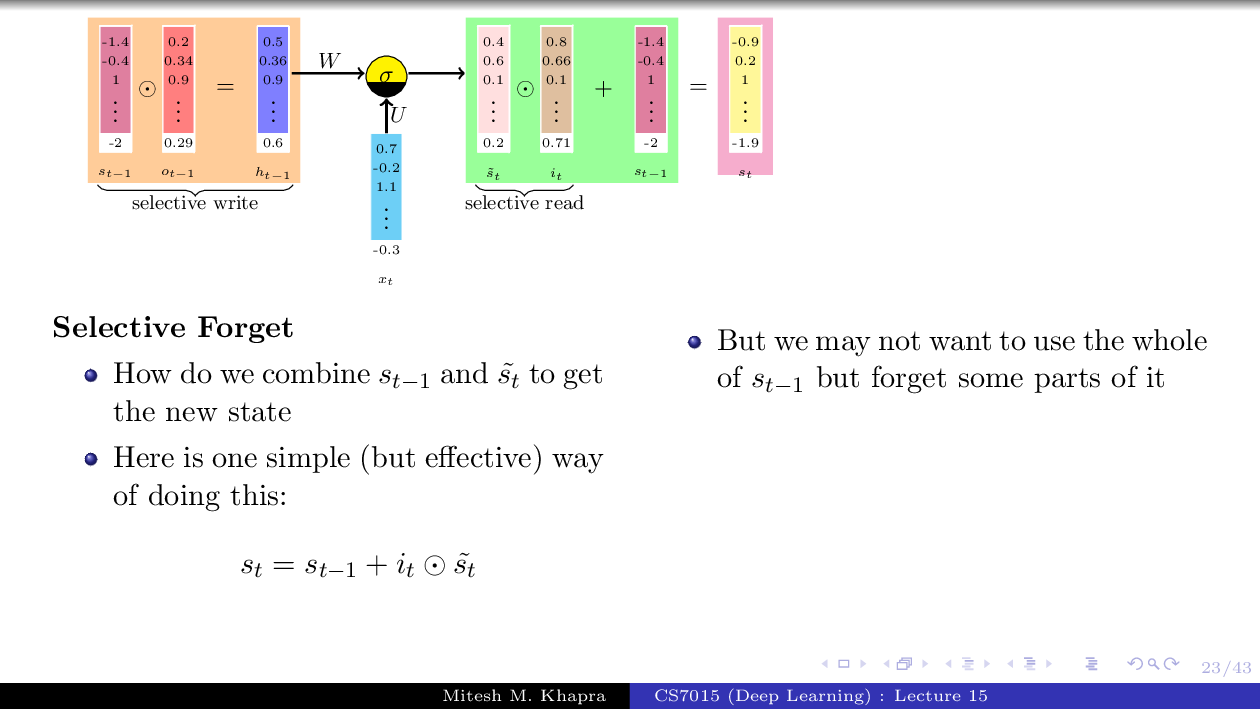 -1.4 0.2 0.5 W 0.4 0.8 -1.4 -0.9
-0.4 0.34 0.36 σ 0.6 0.66 -0.4 0.2
1 ⊙ 0.9 = 0.9 0.1 ⊙ 0.1 + 1 = 1
⋮ ⋮ ⋮ U ⋮ ⋮ ⋮ ⋮
-2 0.29 0.6 0.2 0.71 -2 -1.9
s_{t−1} o_{t−1} h_{t−1} s̃_t i_t s_{t−1} s_t
selective write
selective read
0.7
-0.2
1.1
⋮
-0.3
x_t
Selective Forget
How do we combine s_{t−1} and s̃_t to get
the new state
Here is one simple (but effective) way
of doing this:
s_t = s_{t−1} + i_t ⊙ s̃_t
But we may not want to use the whole
of s_{t−1} but forget some parts of it
23/43
Mitesh M. Khapra
CS7015 (Deep Learning) : Lecture 15